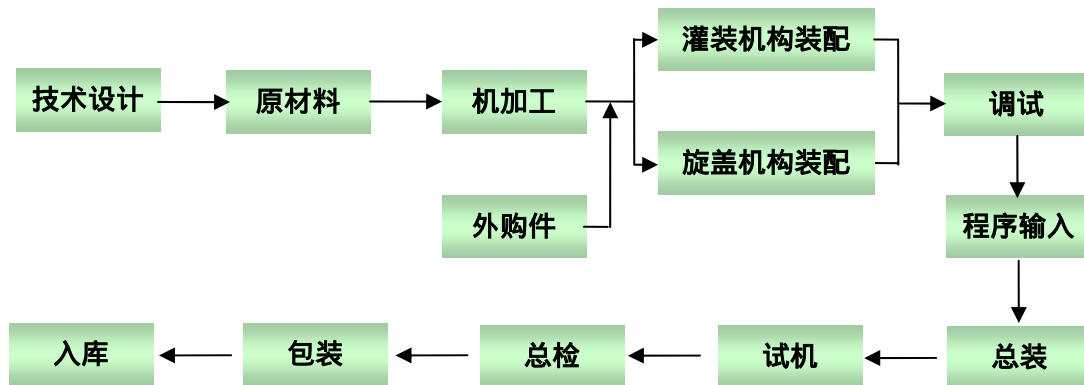 技术设计
原材料
机加工
灌装机构装配
旋盖机构装配
外购件
调试
程序输入
总装
试机
总检
包装
入库